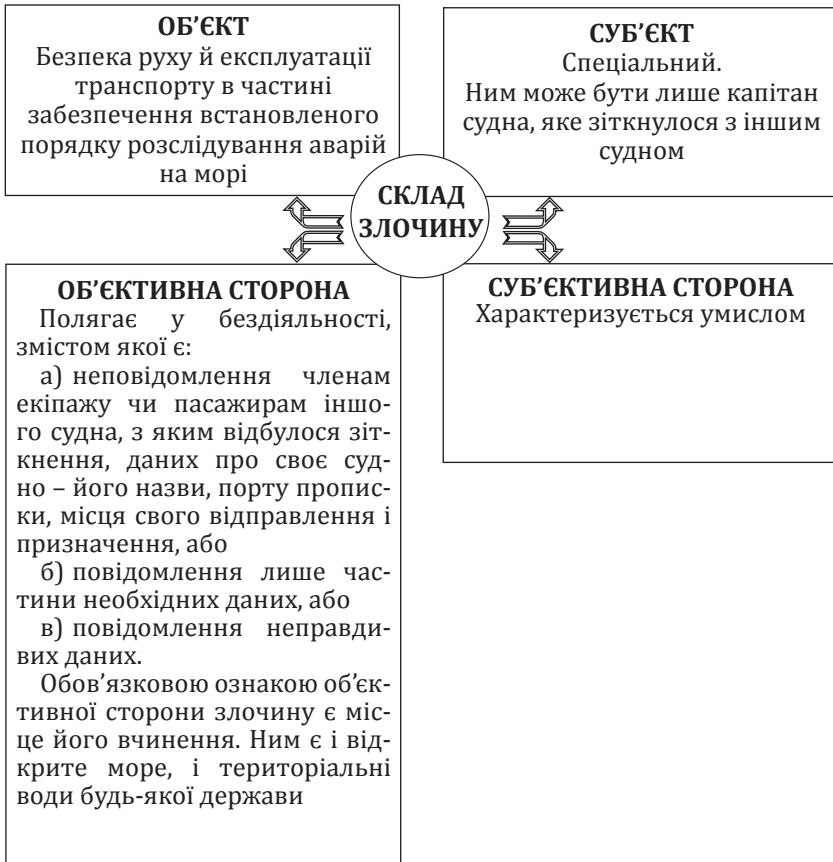 ОБ’ЄКТ
Безпека руху й експлуатації
транспорту в частині
забезпечення встановленого
порядку розслідування аварій
на морі
СУБ’ЄКТ
Спеціальний.
Ним може бути лише капітан
судна, яке зіткнулося з іншим
судном
СКЛАД
ЗЛОЧИНУ
ОБ’ЄКТИВНА СТОРОНА
Полягає у бездіяльності,
змістом якої є:
а) неповідомлення членам
екіпажу чи пасажирам іншо-
го судна, з яким відбулося зіт-
кнення, даних про своє суд-
но – його назви, порту пропис-
ки, місця свого відправлення і
призначення, або
б) повідомлення лише час-
тини необхідних даних, або
в) повідомлення неправди-
вих даних.
Обов’язковою ознакою об’єк-
тивної сторони злочину є міс-
це його вчинення. Ним є і від-
крите море, і територіальні
води будь-якої держави
СУБ’ЄКТИВНА СТОРОНА
Характеризується умислом